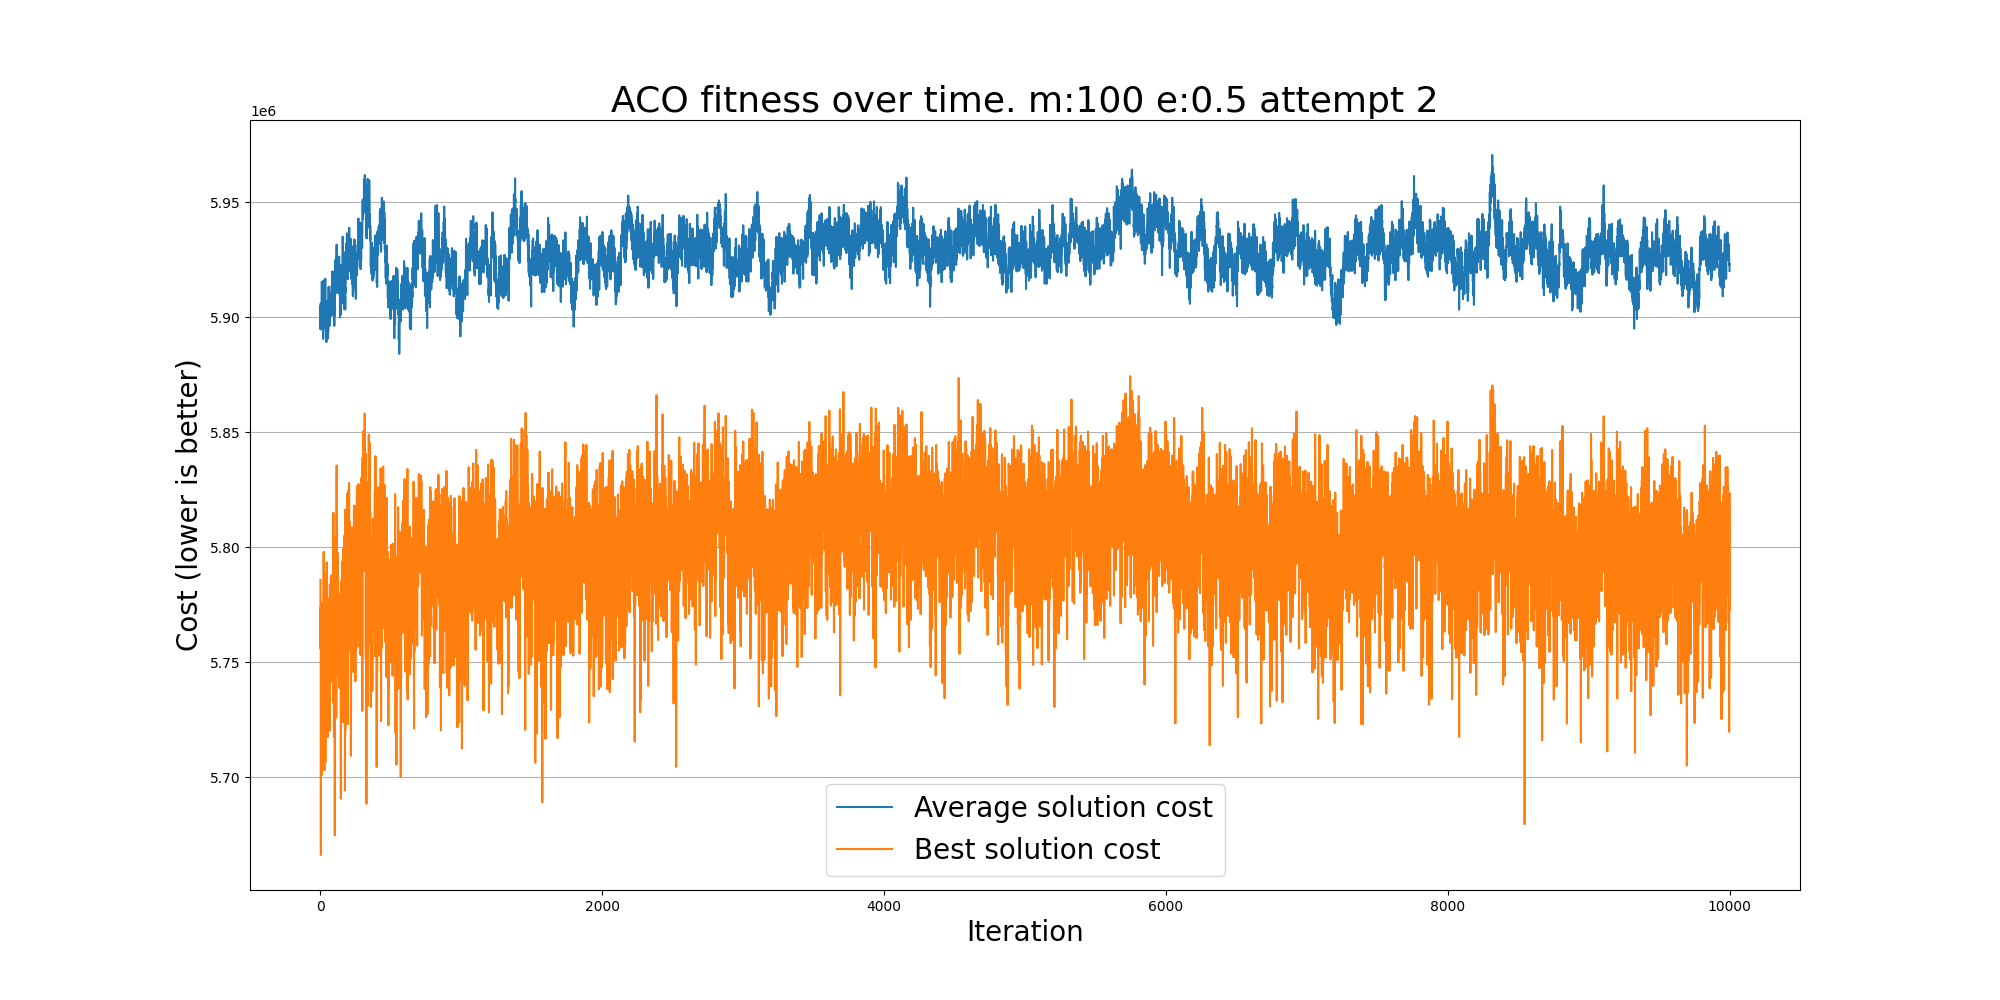 ACO fitness over time. m:100 e:0.5 attempt 2
1e6
5.95
5.90
5.85
5.80
5.75
5.70
Cost (lower is better)
Average solution cost
Best solution cost
0 2000 4000 6000 8000 10000
Iteration